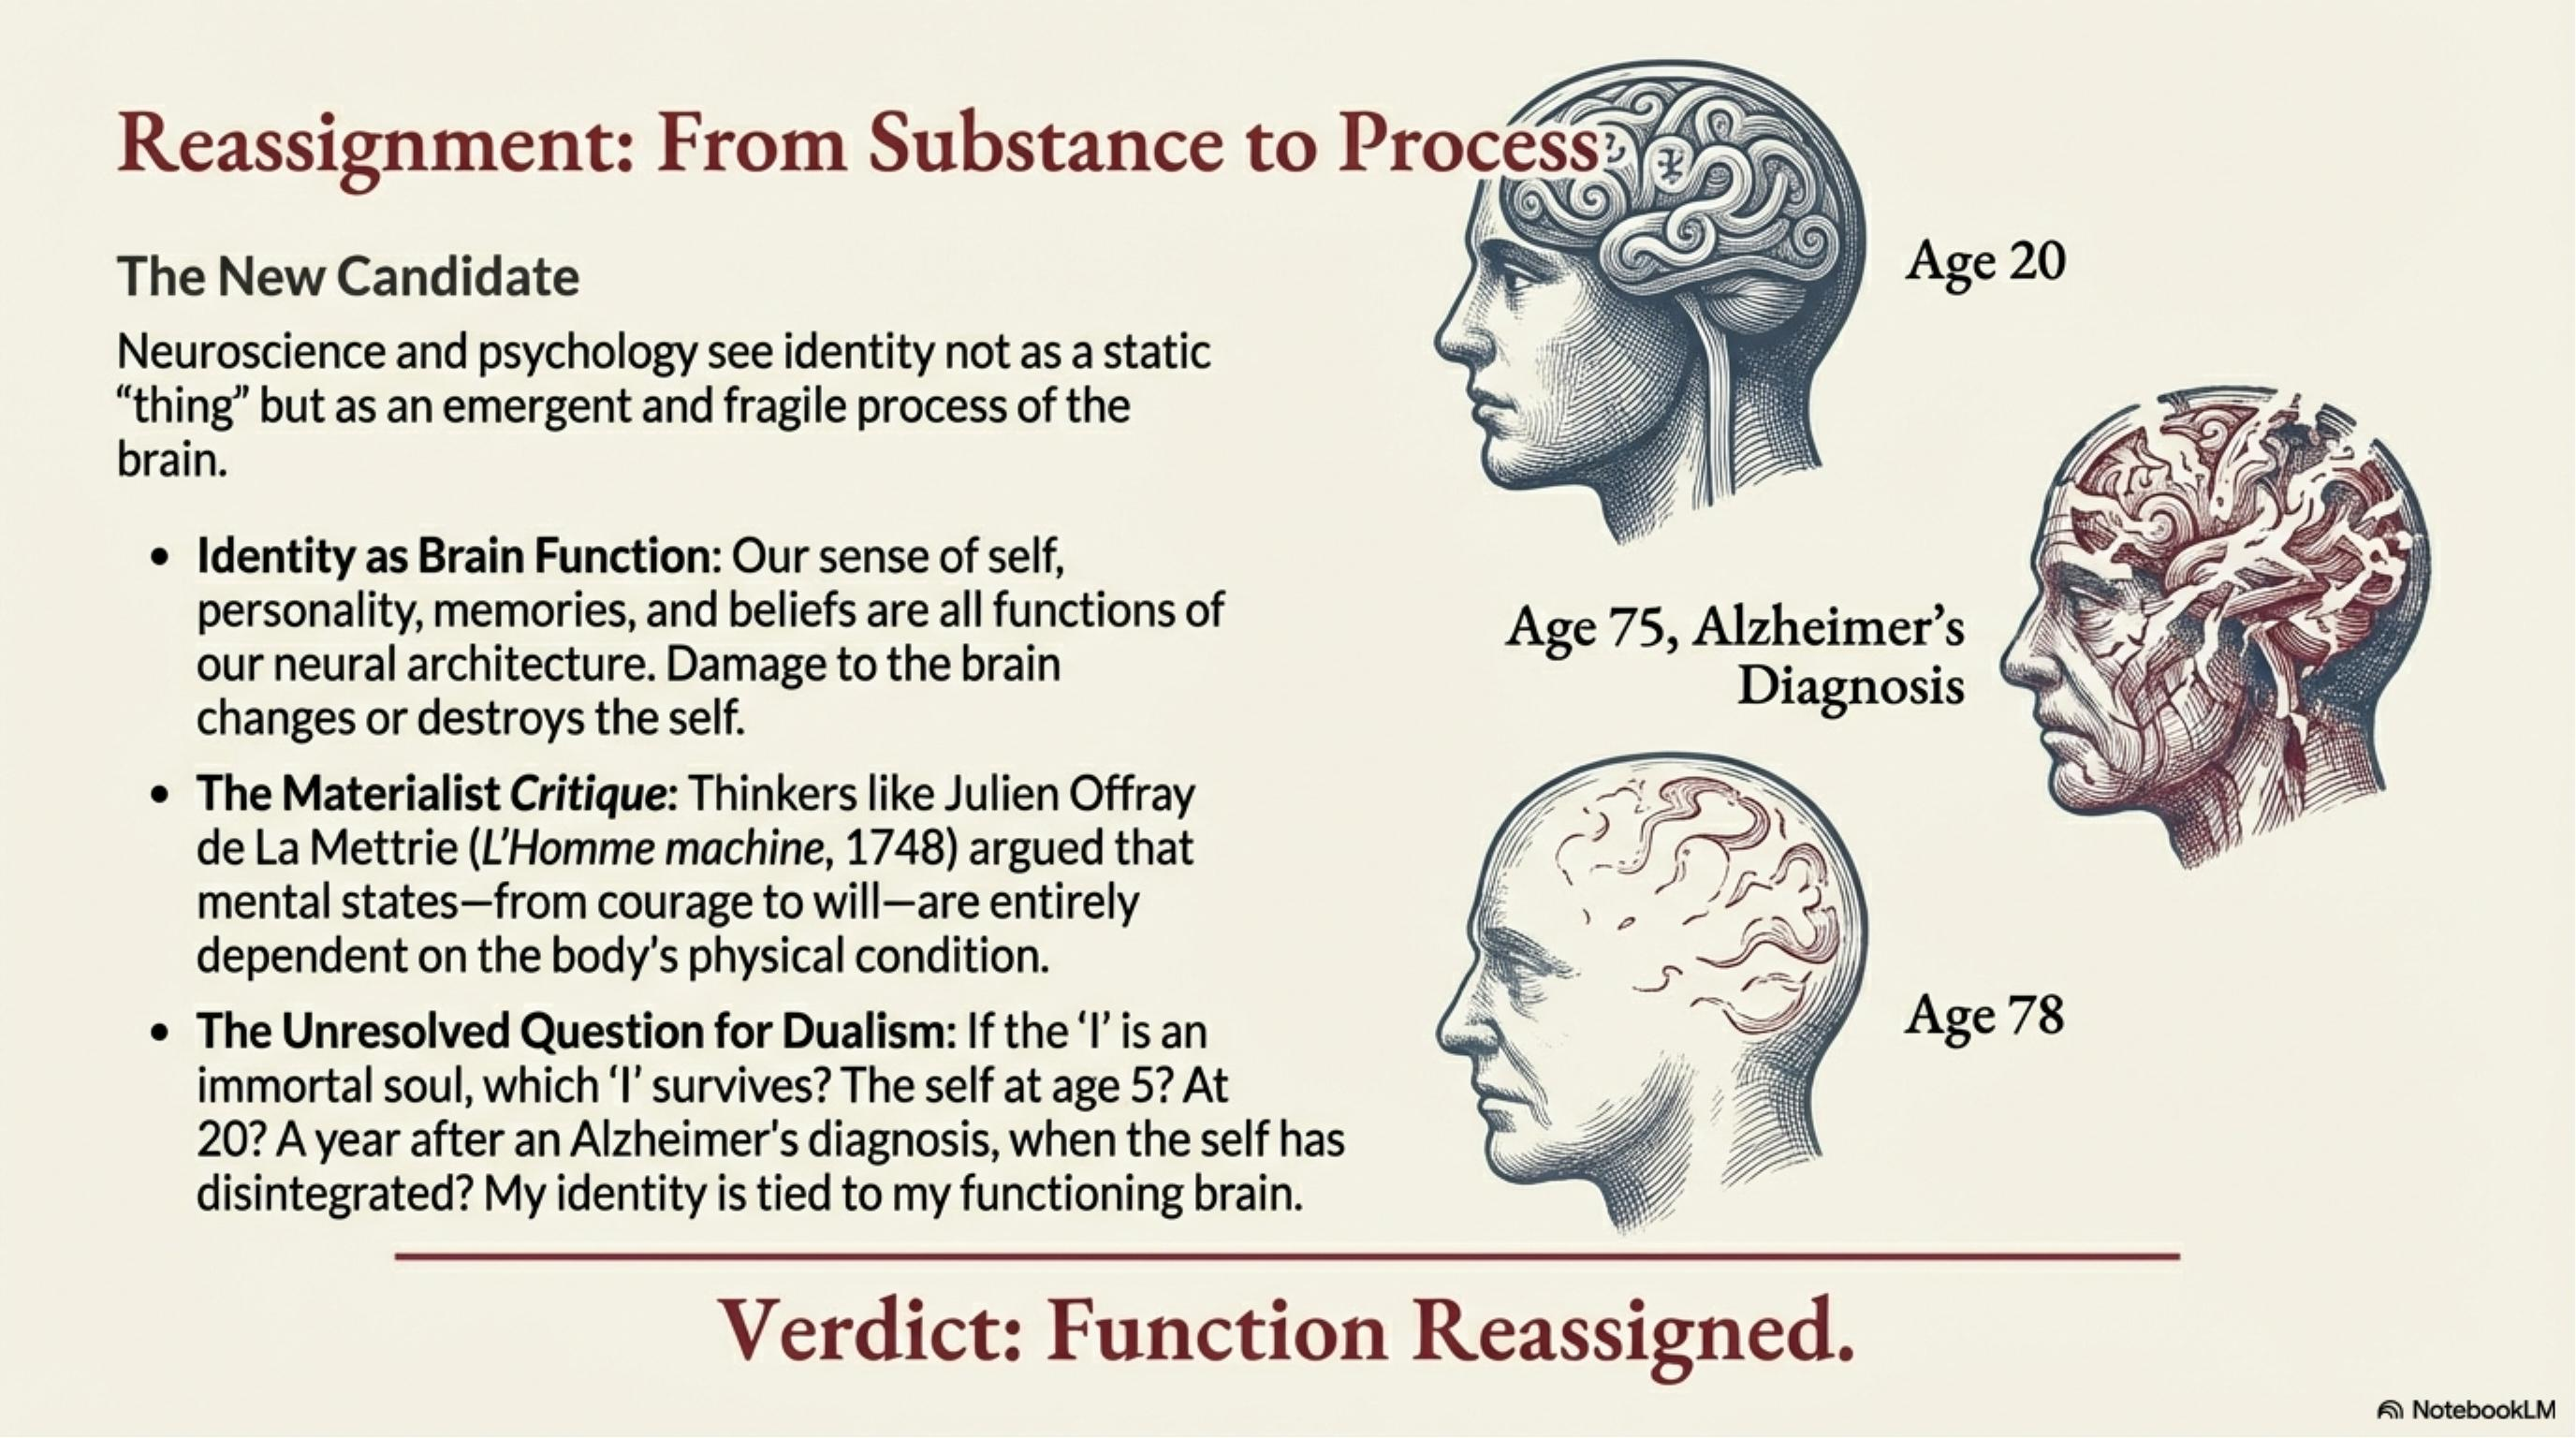 Reassignment: From Substance to Process
The New Candidate
Neuroscience and psychology see identity not as a static
“thing” but as an emergent and fragile process of the
brain.
• Identity as Brain Function: Our sense of self,
personality, memories, and beliefs are all functions of
our neural architecture. Damage to the brain
changes or destroys the self.
• The Materialist Critique: Thinkers like Julien Offray
de La Mettrie (L’Homme machine, 1748) argued that
mental states—from courage to will—are entirely
dependent on the body’s physical condition.
• The Unresolved Question for Dualism: If the ‘I’ is an
immortal soul, which ‘I’ survives? The self at age 5? At
20? A year after an Alzheimer's diagnosis, when the self has
disintegrated? My identity is tied to my functioning brain.
Age 20
Age 75, Alzheimer’s
Diagnosis
Age 78
Verdict: Function Reassigned.
NotebookLM